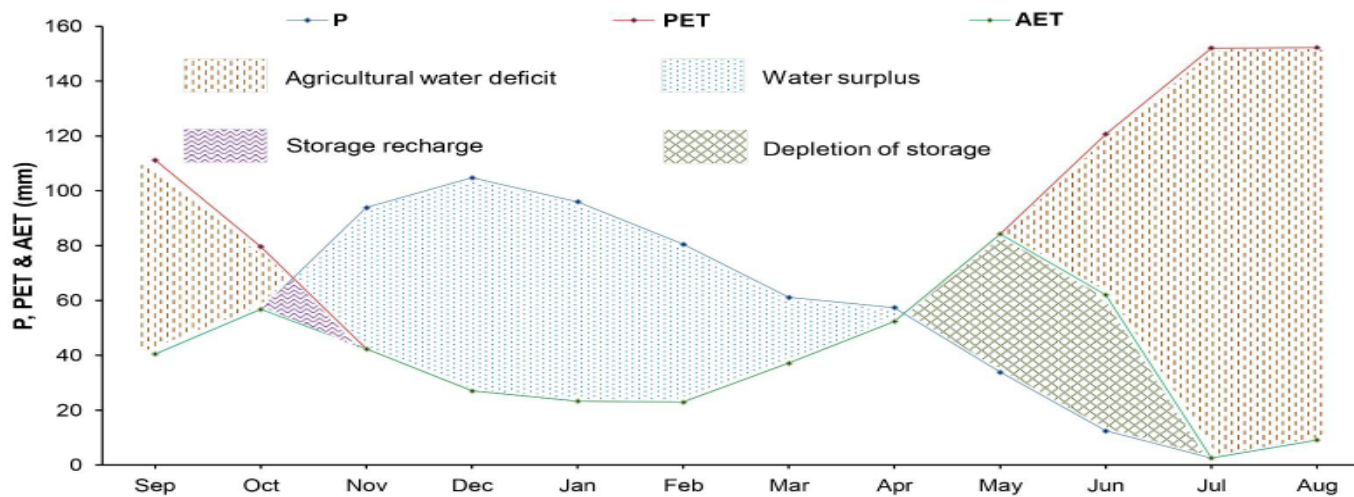 P PET AET
Agricultural water deficit
Water surplus
Storage recharge
Depletion of storage
P, PET & AET (mm)
160
140
120
100
80
60
40
20
0
Sep Oct Nov Dec Jan Feb Mar Apr May Jun Jul Aug